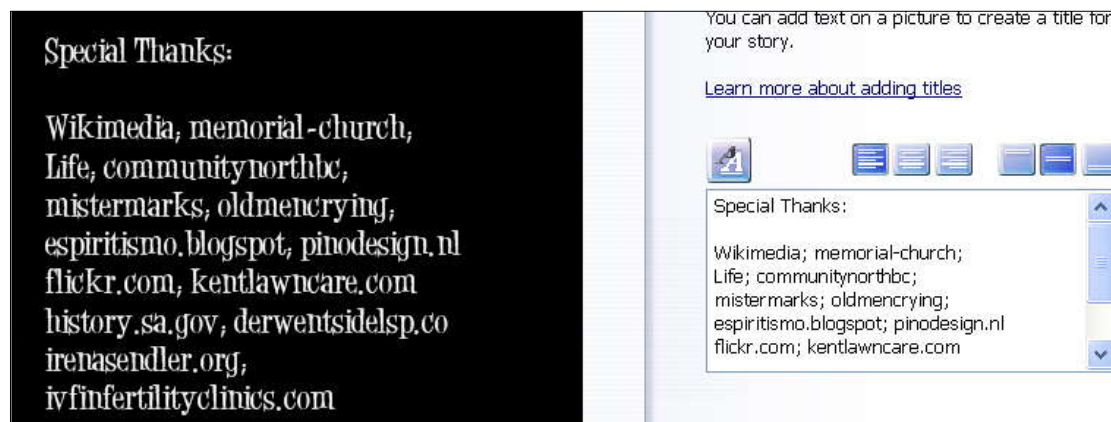 Special Thanks:
Wikimedia; memorial-church;
Life; communitynorthbc;
mistermarks; oldmencrying;
espiritismo.blogspot; pinodesign.nl
flickr.com; kentlawncare.com
history.sa.gov; derwentsidelsp.co
irenasendler.org;
ivfinfertilityclinics.com
You can add text on a picture to create a title for
your story.
Learn more about adding titles
A
Special Thanks:
Wikimedia; memorial-church;
Life; communitynorthbc;
mistermarks; oldmencrying;
espiritismo.blogspot; pinodesign.nl
flickr.com; kentlawncare.com